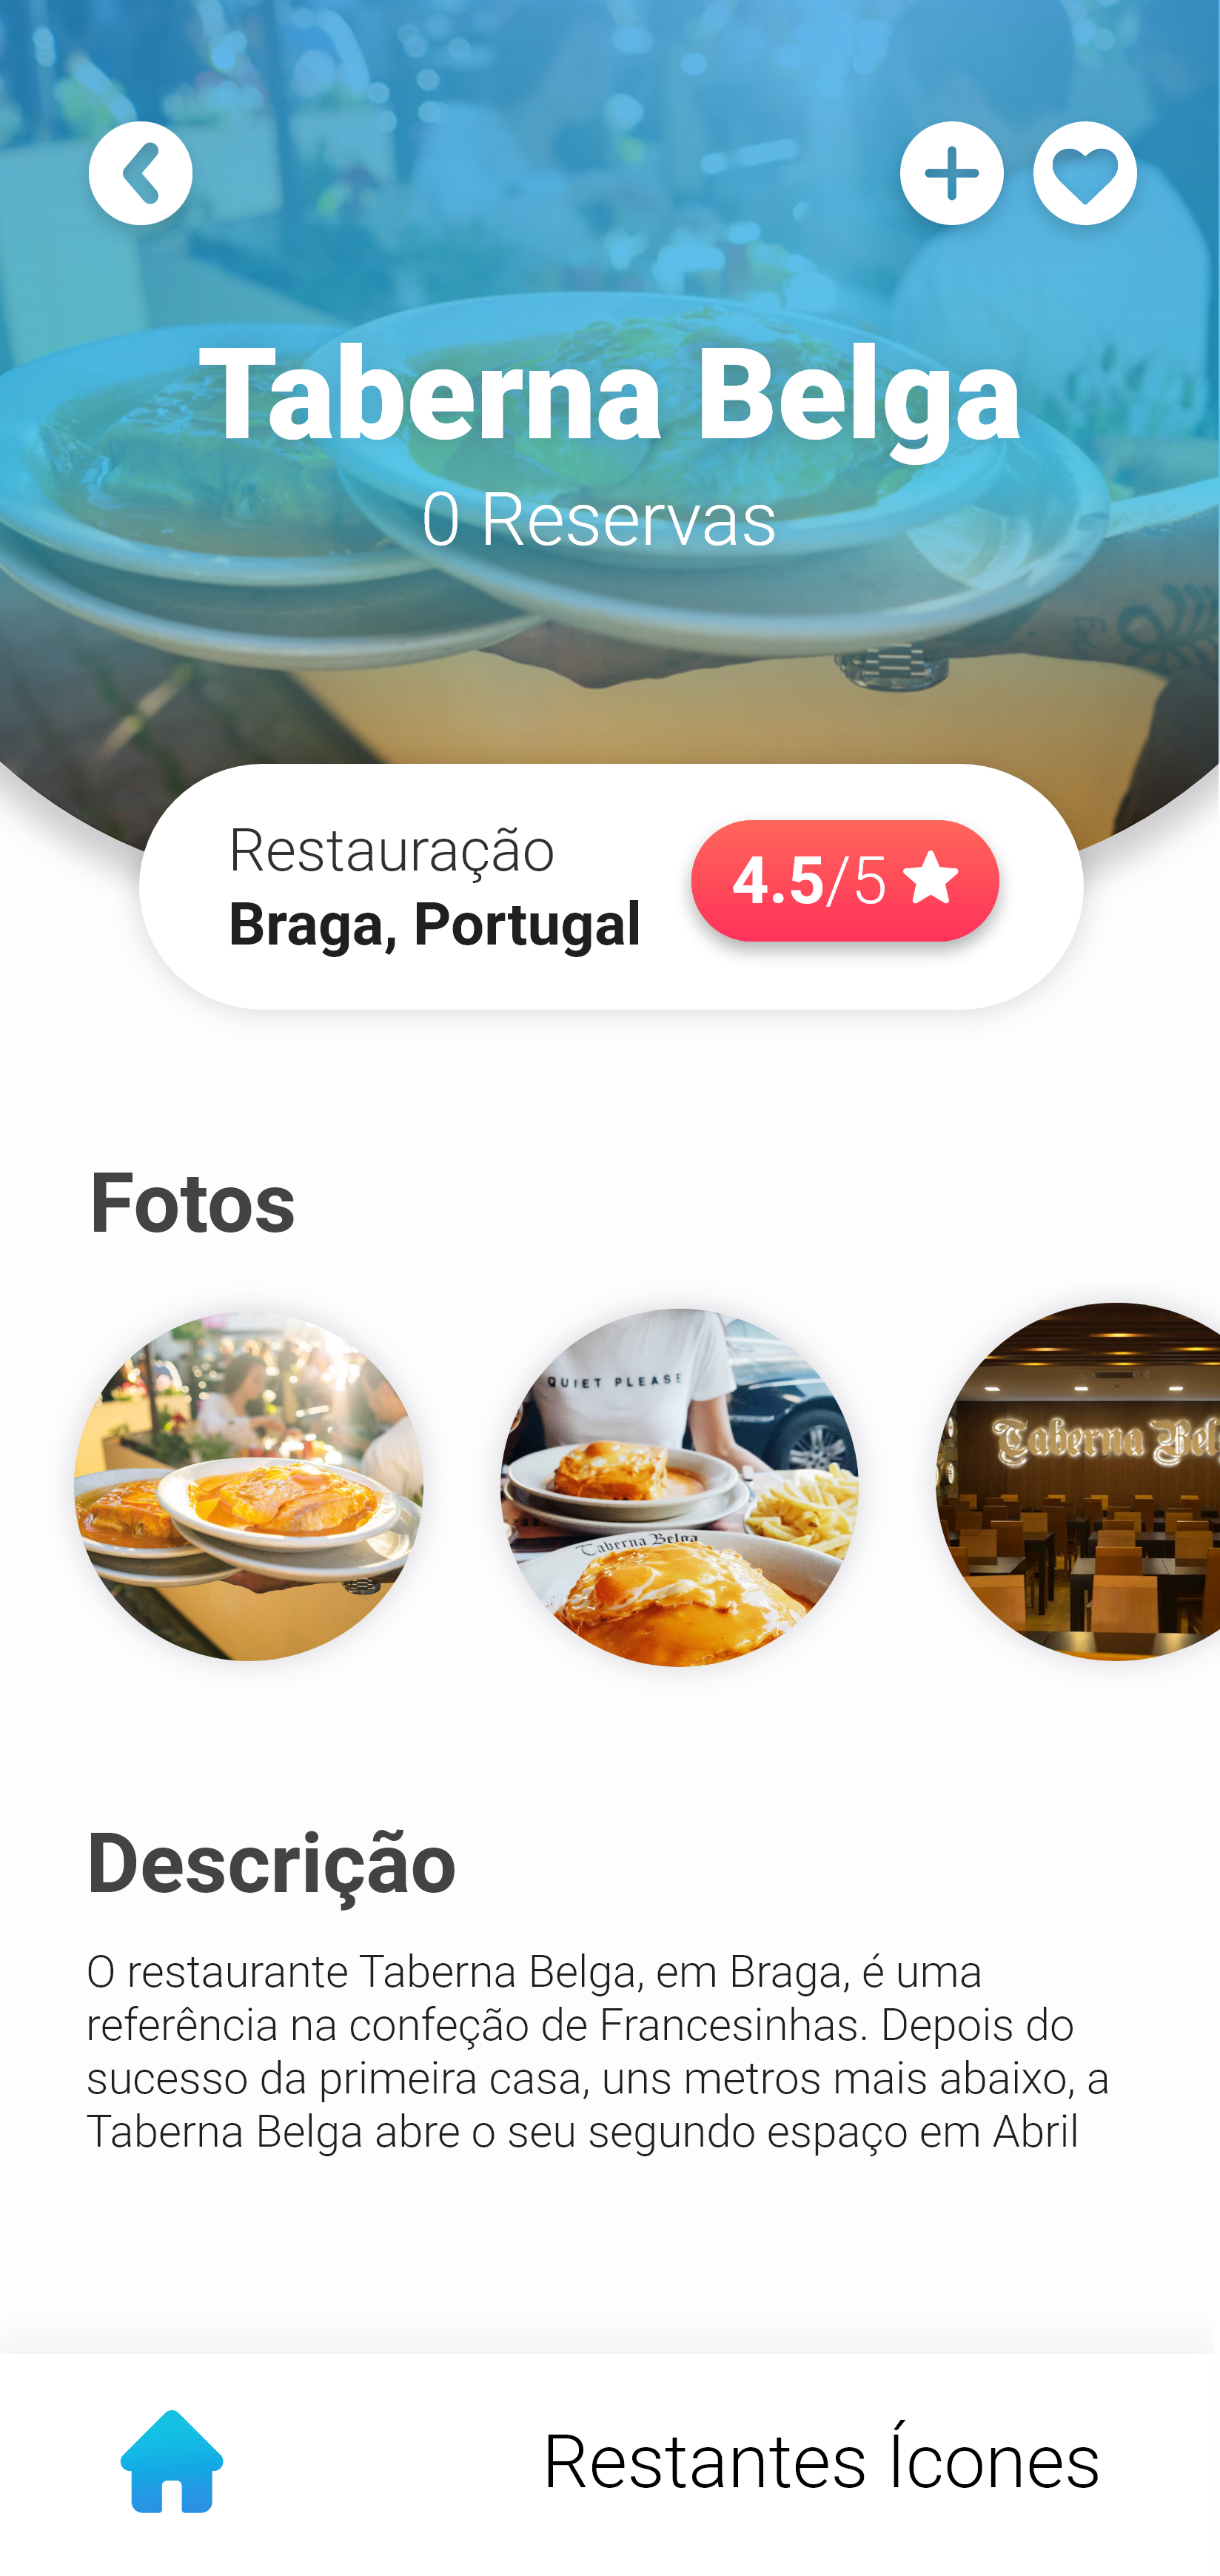 Taberna Belga
0 Reservas
Restauração
Braga, Portugal
4.5/5
Fotos
QUIET PLEASE
Taberna Belga
Taberna Bel
Descrição
O restaurante Taberna Belga, em Braga, é uma
referência na confeção de Francesinhas. Depois do
sucesso da primeira casa, uns metros mais abaixo, a
Taberna Belga abre o seu segundo espaço em Abril
Restantes Ícones